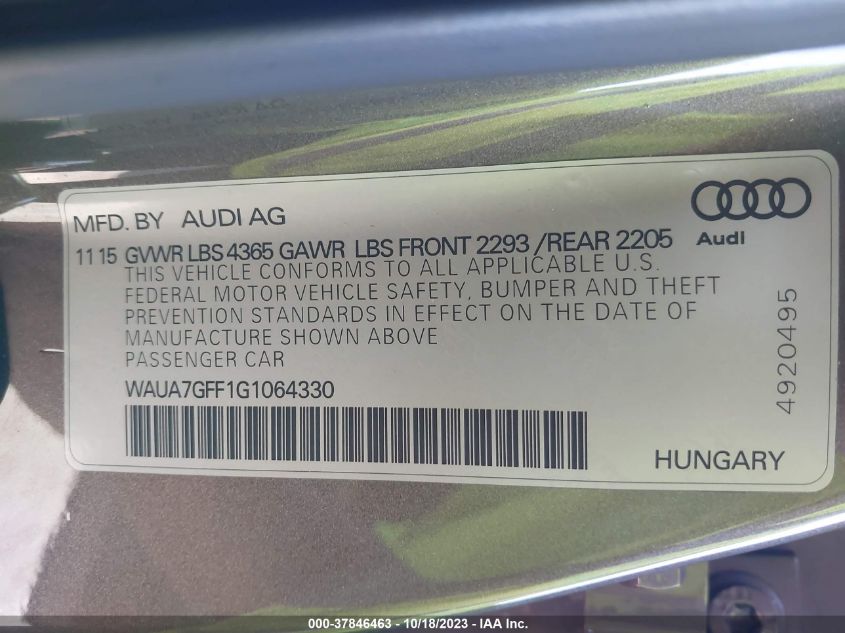 MFD. BY AUDI AG
Audi
11 15 GVWR LBS 4365 GAWR LBS FRONT 2293 /REAR 2205
THIS VEHICLE CONFORMS TO ALL APPLICABLE U.S.
FEDERAL MOTOR VEHICLE SAFETY, BUMPER AND THEFT
PREVENTION STANDARDS IN EFFECT ON THE DATE OF
MANUFACTURE SHOWN ABOVE
PASSENGER CAR
WAUA7GFF1G1064330
4920495
HUNGARY
000-37846463 - 10/18/2023 - IAA Inc.